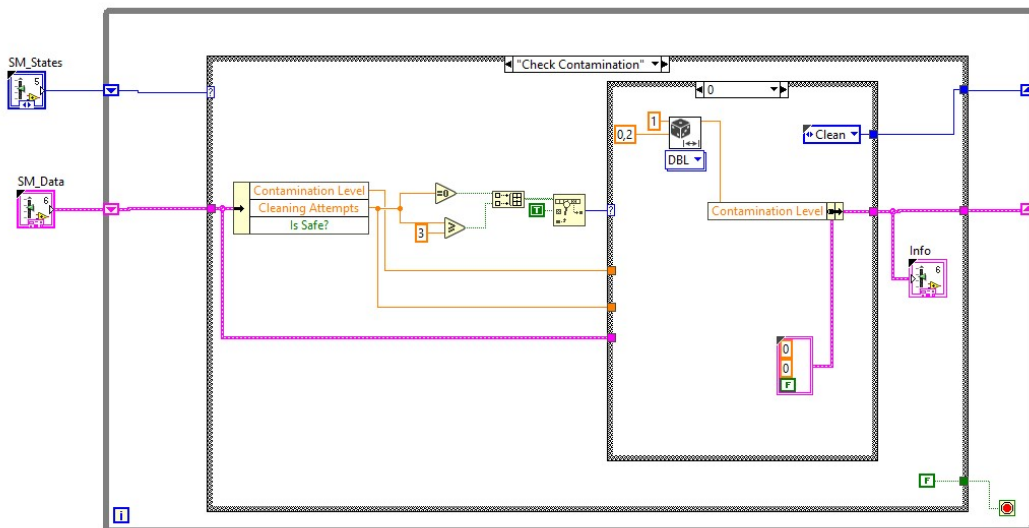 SM_States
5
"Check Contamination"
?
0
1
0,2
DBL
Clean
SM_Data
6
Contamination Level
Cleaning Attempts
Is Safe?
=0
≥
3
T
?
Contamination Level
Info
6
0
0
F
F
i